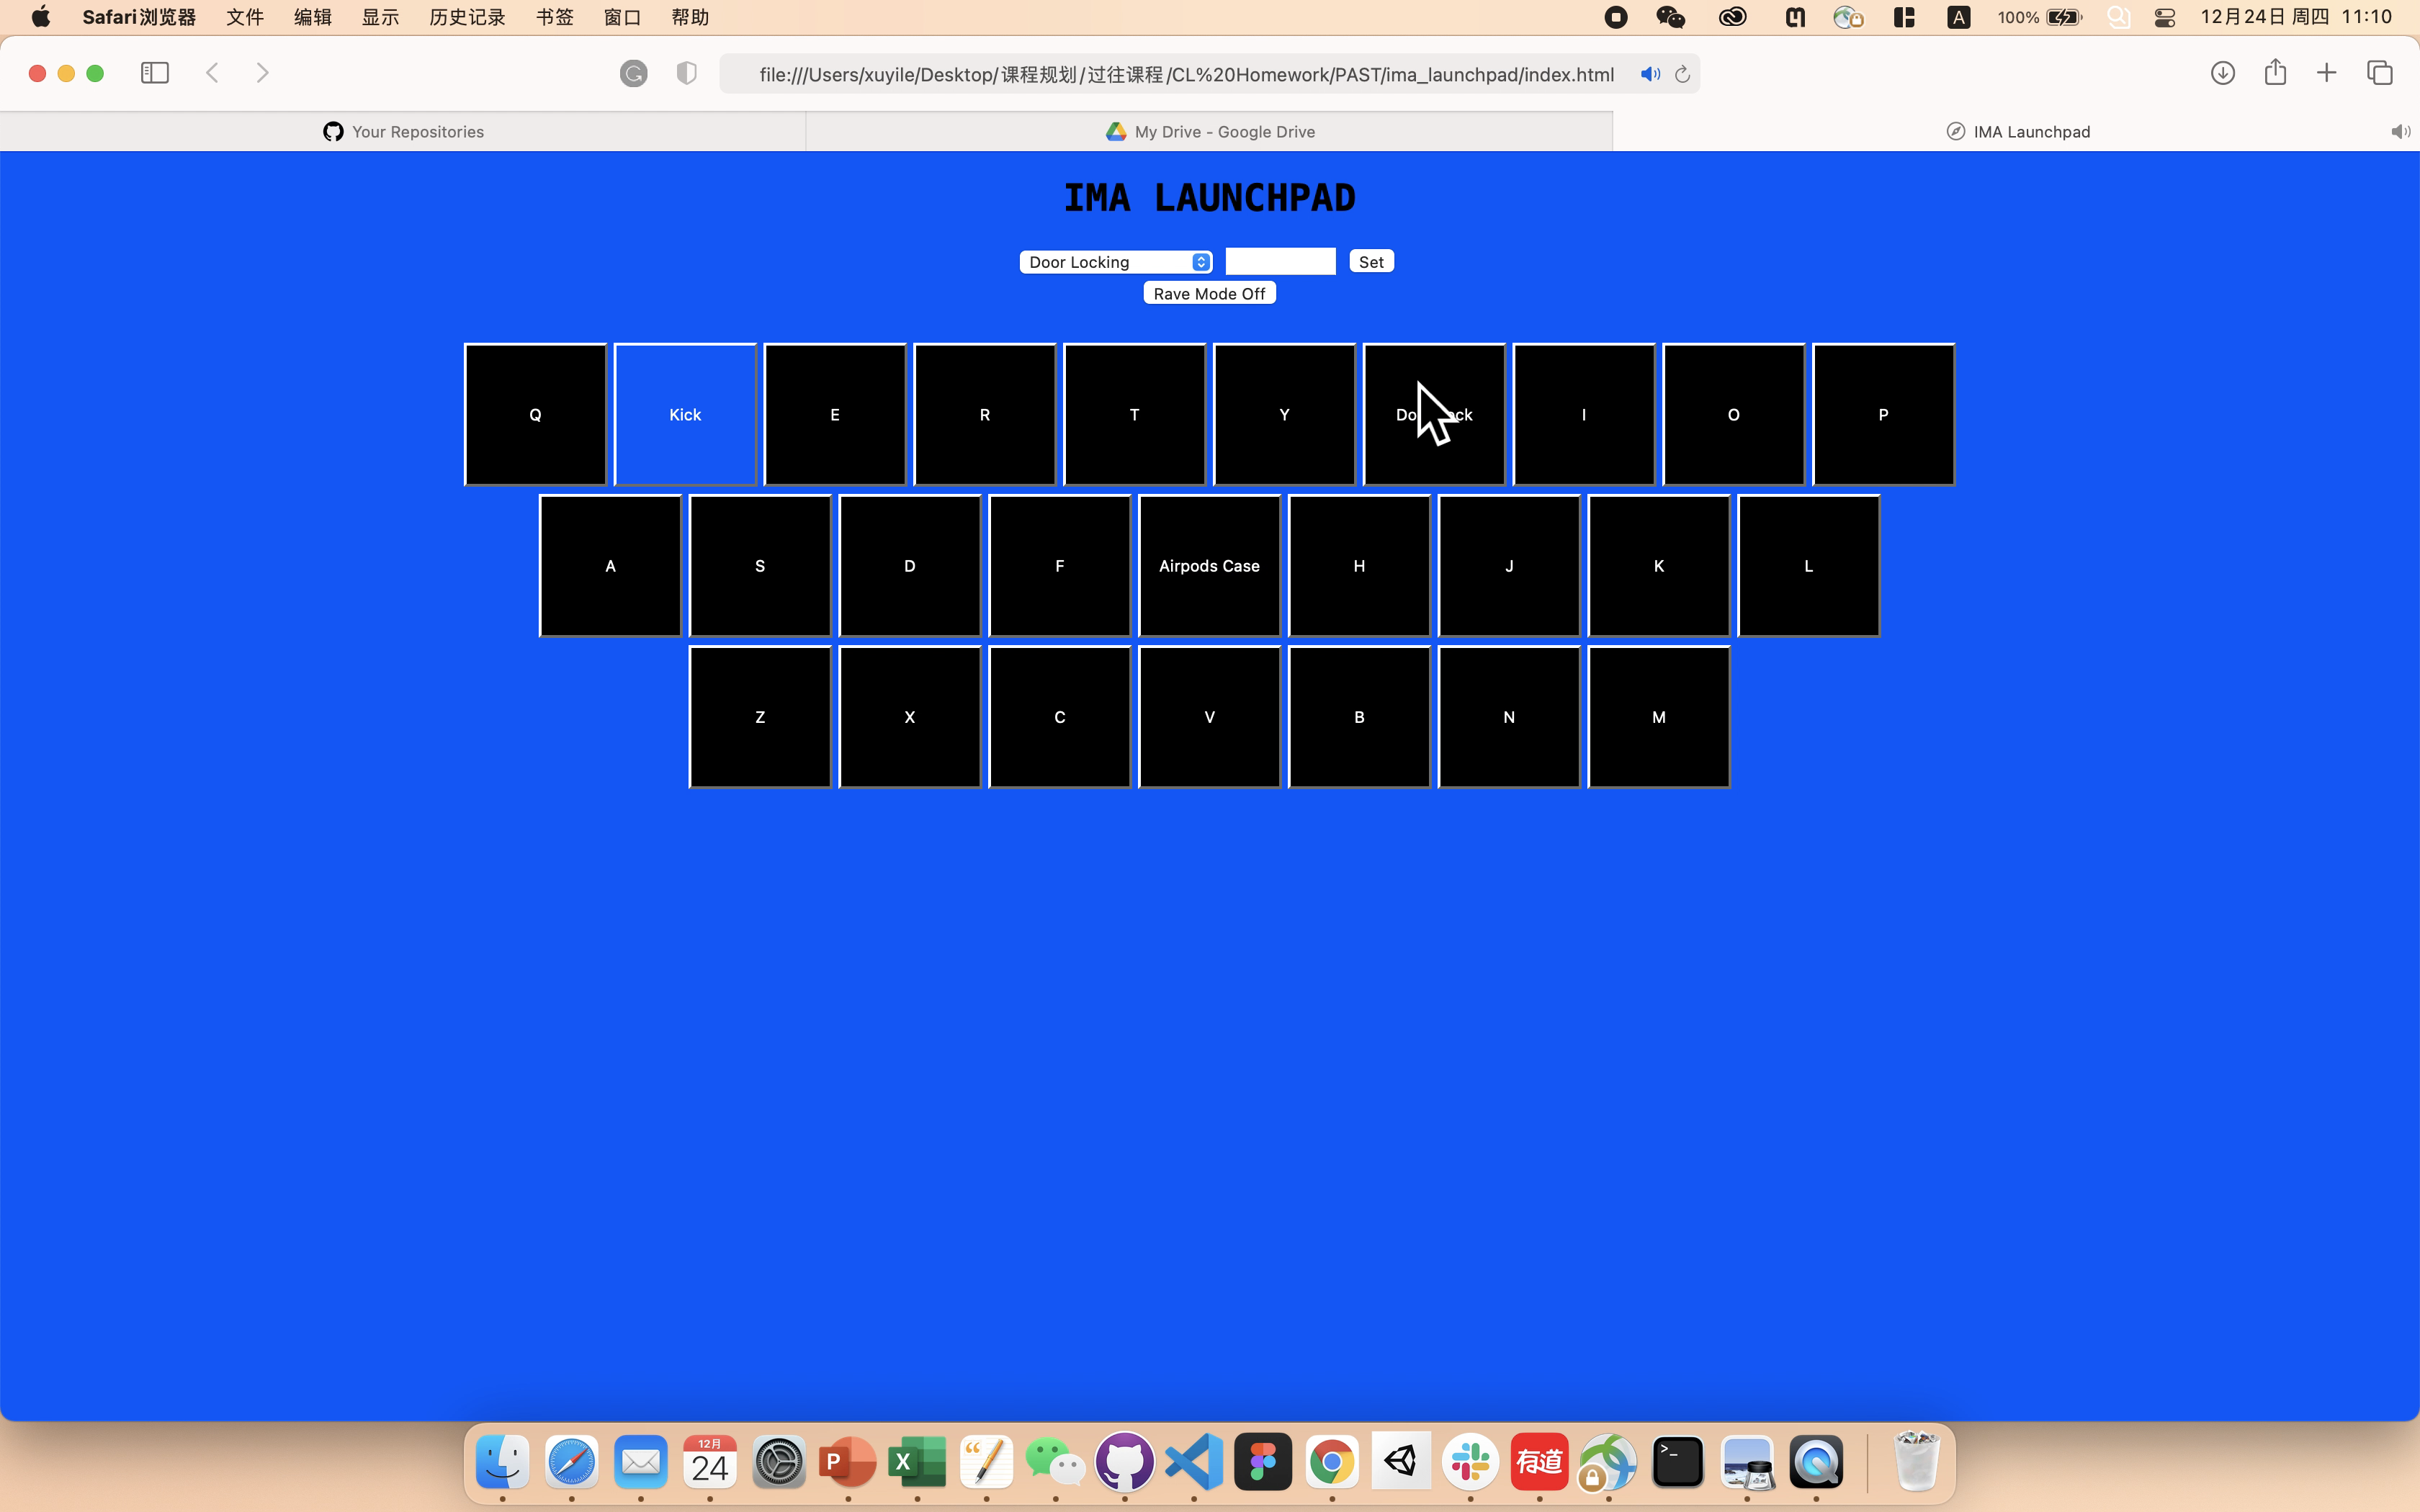 Safari浏览器 文件 编辑 显示 历史记录 书签 窗口 帮助 A 100% 12月24日 周四 11:10
file:///Users/xuyile/Desktop/课程规划/过往课程/CL%20Homework/PAST/ima_launchpad/index.html
Your Repositories My Drive - Google Drive IMA Launchpad
IMA LAUNCHPAD
Door Locking Set
Rave Mode Off
Q Kick E R T Y I O P
A S D F Airpods Case H J K L
Z X C V B N M
12月
24
P
X
有道
>_